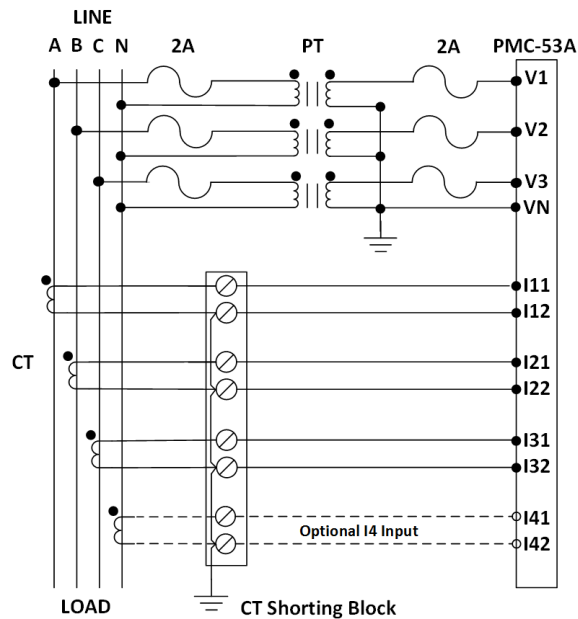 LINE
A B C N 2A PT 2A PMC-53A
V1
V2
V3
VN
I11
I12
CT
I21
I22
I31
I32
I41
Optional I4 Input
I42
LOAD
CT Shorting Block